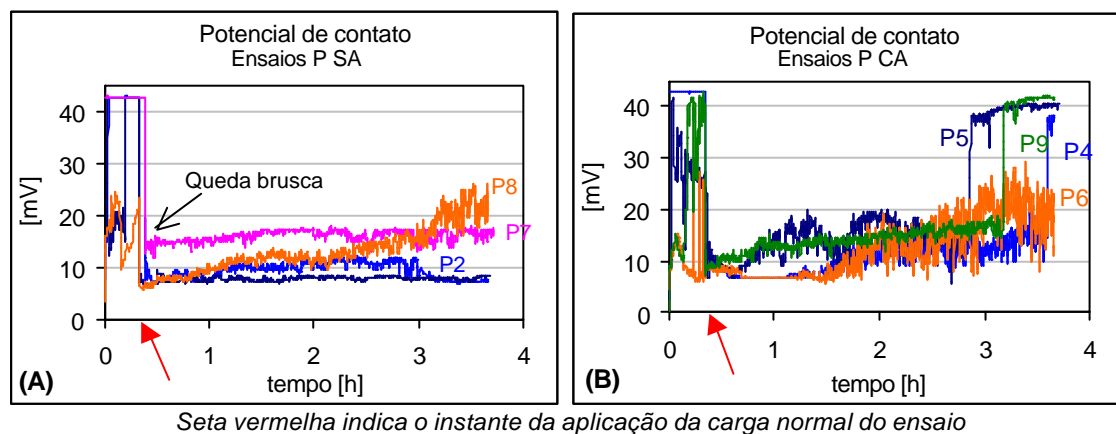 Potencial de contato
Ensaios P SA
[mV]
40
30
20
10
0
Queda brusca
P8
P7
P2
0 1 2 3 4
tempo [h]
(A)
Potencial de contato
Ensaios P CA
[mV]
40
30
20
10
0
P5
P9
P4
P6
0 1 2 3 4
tempo [h]
(B)
Seta vermelha indica o instante da aplicação da carga normal do ensaio